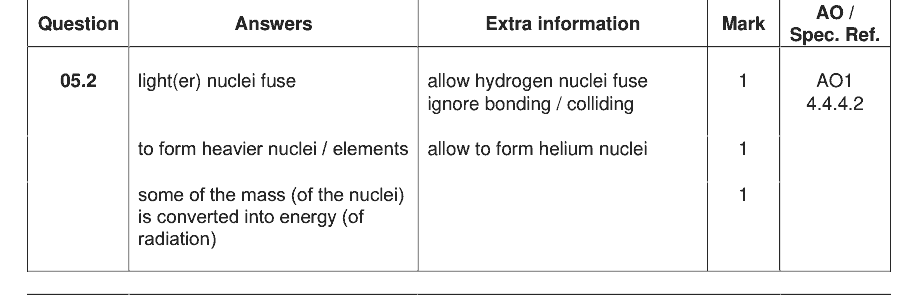 Question Answers Extra information Mark AO /
Spec. Ref.
05.2 light(er) nuclei fuse allow hydrogen nuclei fuse 1 AO1
ignore bonding / colliding 4.4.4.2
to form heavier nuclei / elements allow to form helium nuclei 1
some of the mass (of the nuclei) 1
is converted into energy (of
radiation)